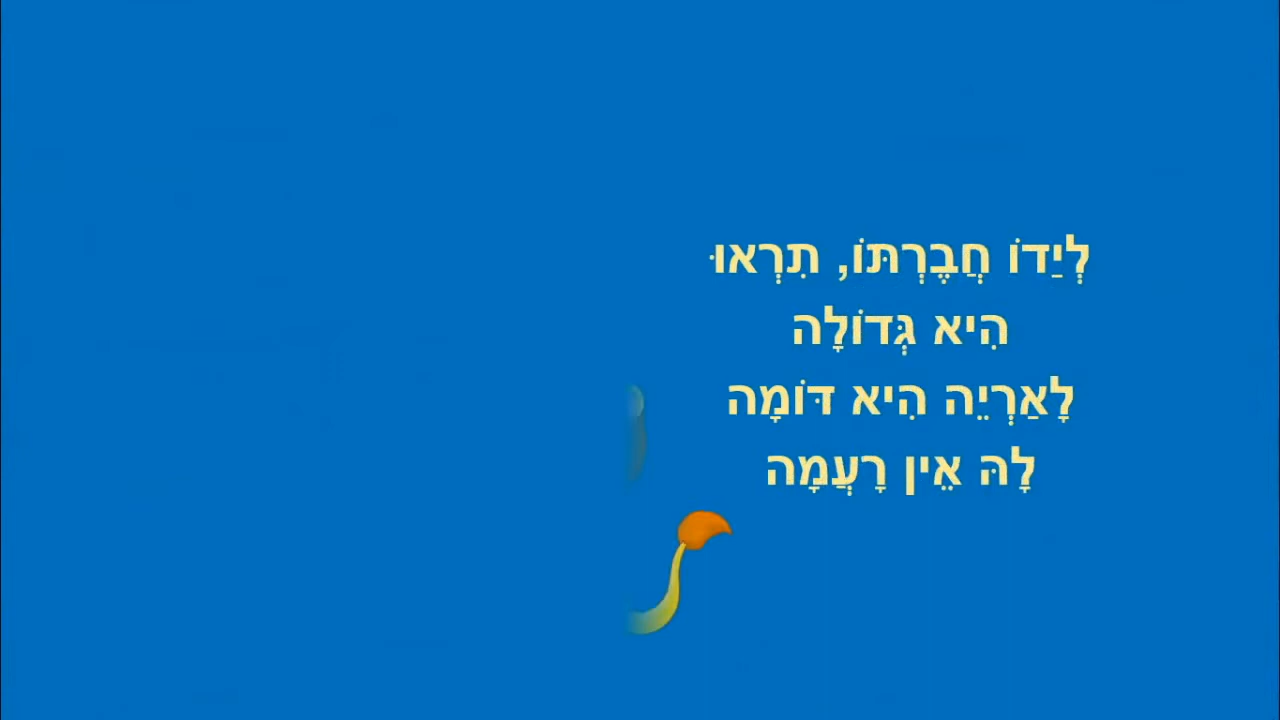 לְיַדוֹ חֲבֶרְתּוֹ, תִרְאוּ
הִיא גְּדוֹלָה
לָאַרְיֵה הִיא דּוֹמָה
לָהּ אֵין רָעֲמָה